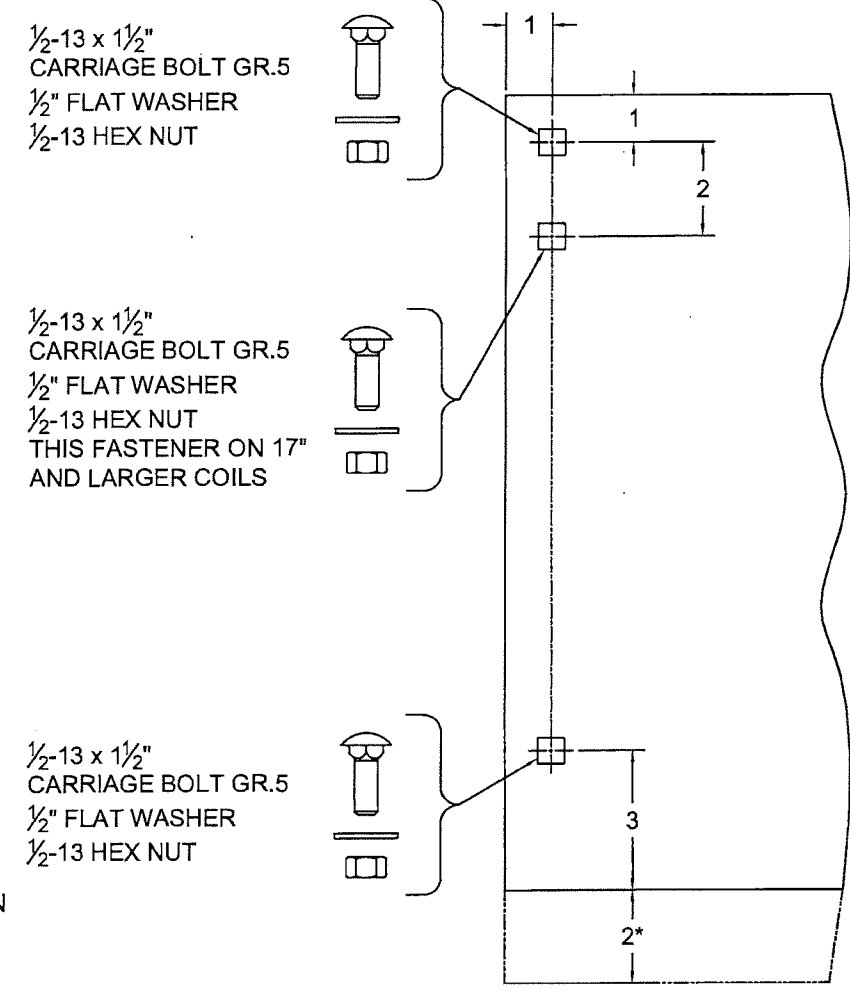 ½-13 x 1½"
CARRIAGE BOLT GR.5
½" FLAT WASHER
½-13 HEX NUT
1
1
2
½-13 x 1½"
CARRIAGE BOLT GR.5
½" FLAT WASHER
½-13 HEX NUT
THIS FASTENER ON 17"
AND LARGER COILS
½-13 x 1½"
CARRIAGE BOLT GR.5
½" FLAT WASHER
½-13 HEX NUT
3
N
2*